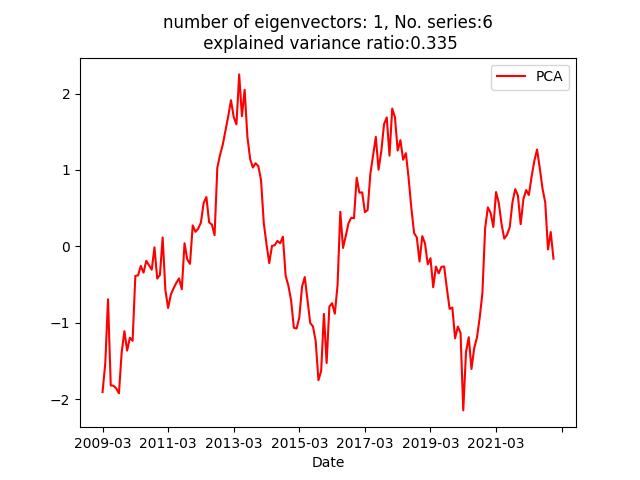 number of eigenvectors: 1, No. series:6
explained variance ratio:0.335
PCA
2
1
0
−1
−2
2009-03 2011-03 2013-03 2015-03 2017-03 2019-03 2021-03
Date